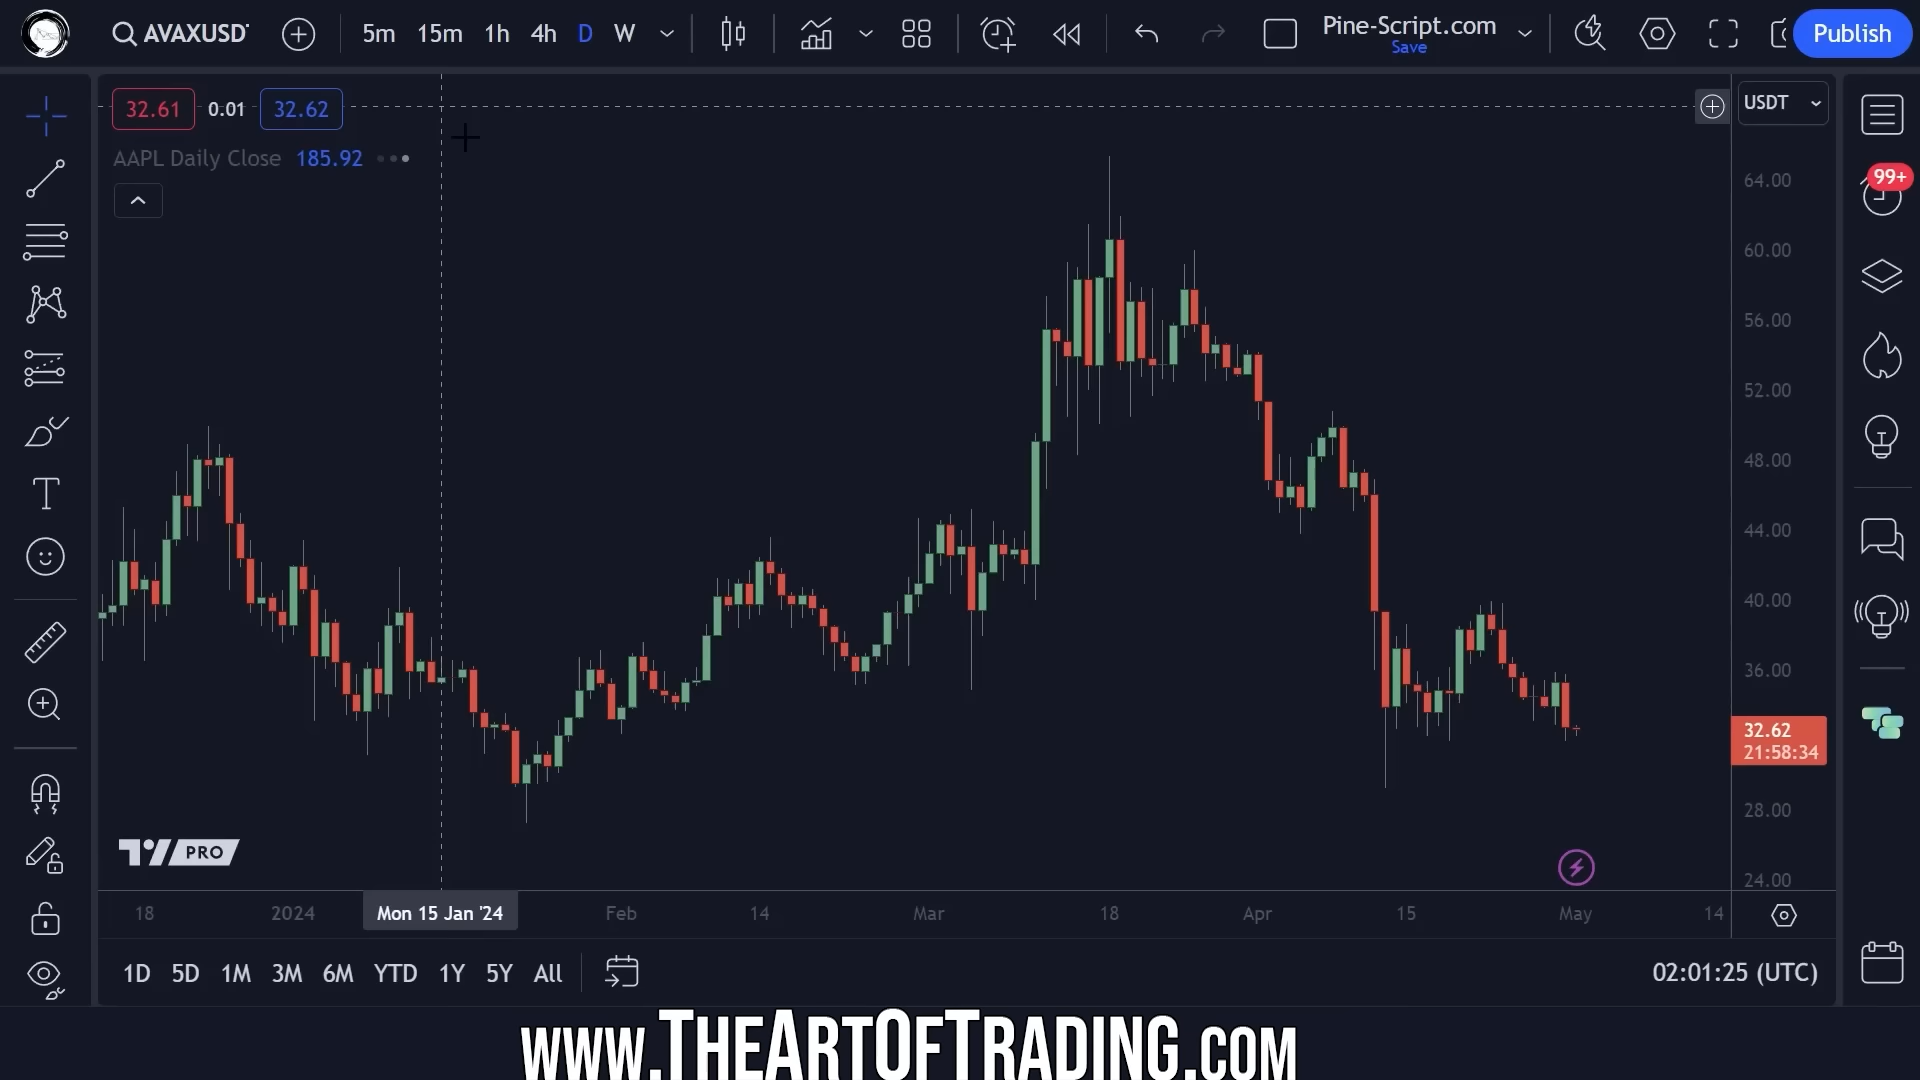 AVAXUSD
5m 15m 1h 4h D W
Pine-Script.com
Save
Publish
32.61 0.01 32.62
USDT
AAPL Daily Close 185.92
99+
64.00
60.00
56.00
52.00
48.00
44.00
40.00
36.00
32.62
21:58:34
28.00
24.00
PRO
18 2024 Mon 15 Jan '24 Feb 14 Mar 18 Apr 15 May 14
1D 5D 1M 3M 6M YTD 1Y 5Y All
02:01:25 (UTC)
www.TheArtOfTrading.com